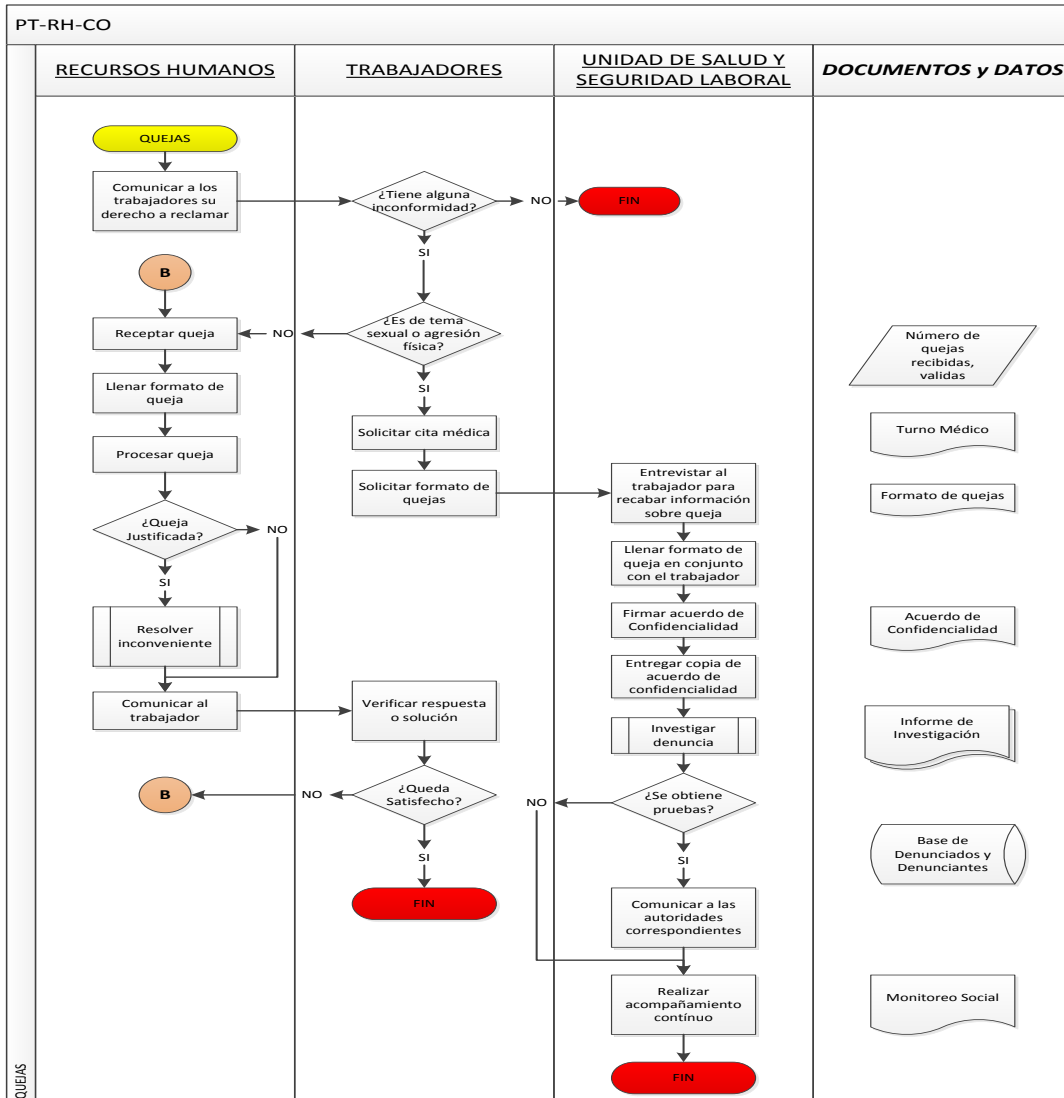 PT-RH-CO
RECURSOS HUMANOS
TRABAJADORES
UNIDAD DE SALUD Y
SEGURIDAD LABORAL
DOCUMENTOS y DATOS
QUEJAS
Comunicar a los
trabajadores su
derecho a reclamar
¿Tiene alguna
inconformidad?
NO
FIN
SI
B
Receptar queja
NO
¿Es de tema
sexual o agresión
física?
Número de
quejas
recibidas,
validas
Llenar formato de
queja
SI
Solicitar cita médica
Turno Médico
Procesar queja
Solicitar formato de
quejas
Entrevistar al
trabajador para
recabar información
sobre queja
Formato de quejas
¿Queja
Justificada?
NO
SI
Llenar formato de
queja en conjunto
con el trabajador
Resolver
inconveniente
Firmar acuerdo de
Confidencialidad
Acuerdo de
Confidencialidad
Entregar copia de
acuerdo de
confidencialidad
Comunicar al
trabajador
Verificar respuesta
o solución
Investigar
denuncia
Informe de
Investigación
B
NO
¿Queda
Satisfecho?
NO
¿Se obtiene
pruebas?
SI
SI
Base de
Denunciados y
Denunciantes
FIN
Comunicar a las
autoridades
correspondientes
Realizar
acompañamiento
contínuo
Monitoreo Social
FIN
QUEJAS